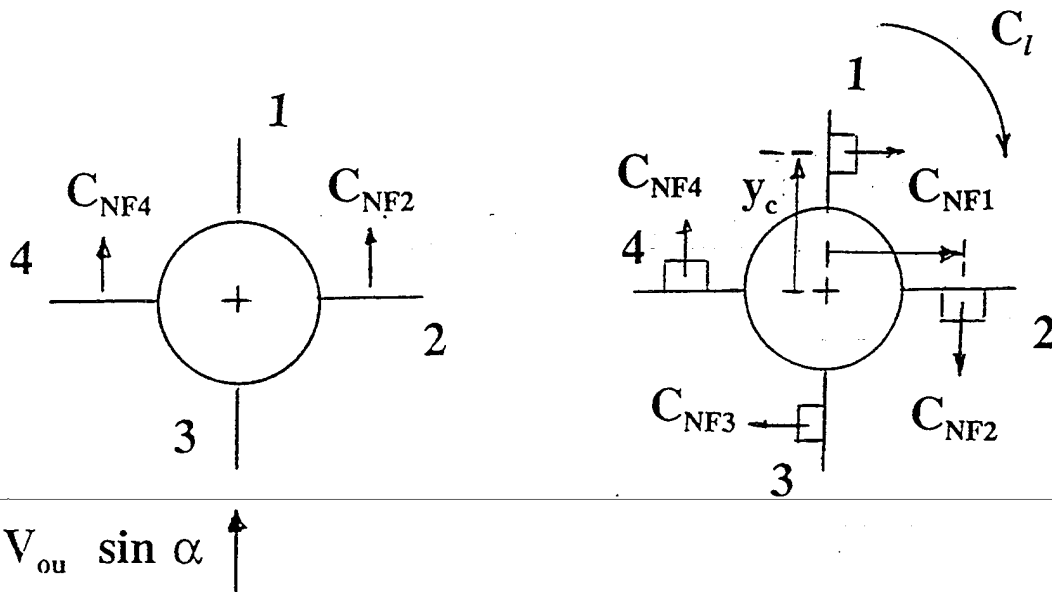 1
C_NF4
C_NF2
4
2
3
V_ou sin α
C_l
1
C_NF4
y_c
C_NF1
4
2
C_NF3
C_NF2
3